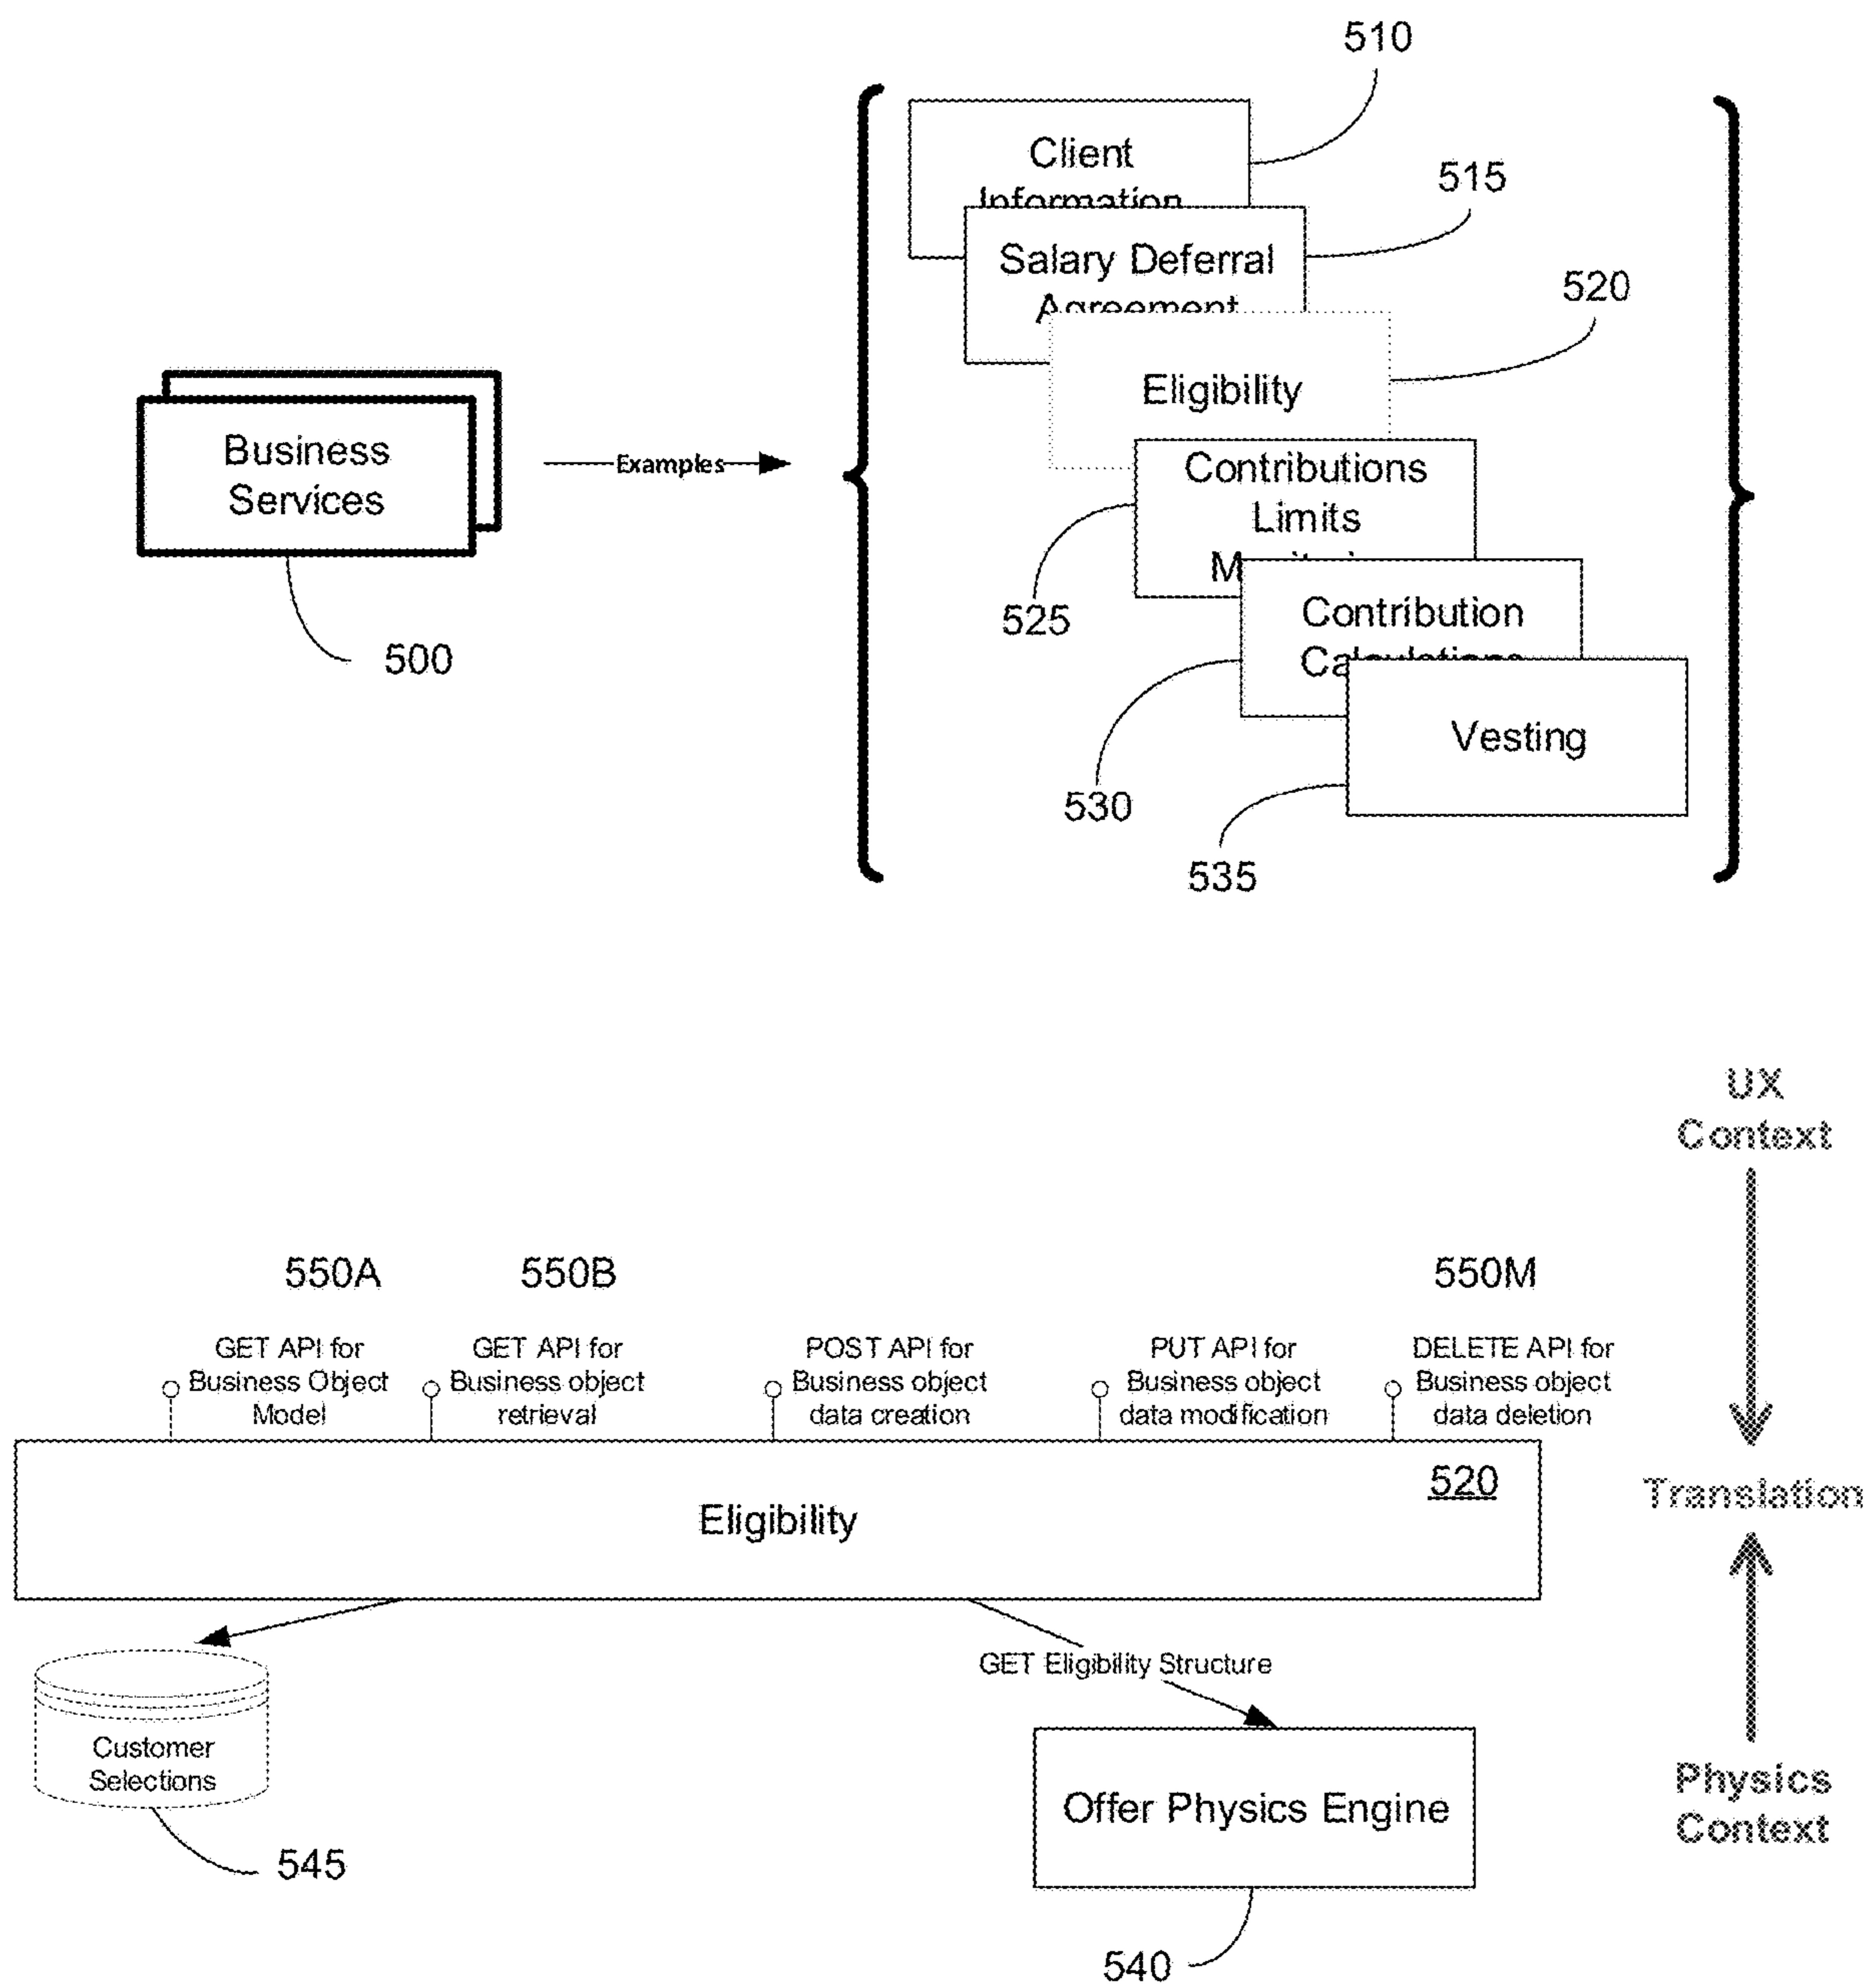 510
Client
Information
515
Salary Deferral
Agreement
520
Eligibility
Business
Services
Examples
500
Contributions
Limits
525
Contribution
Calculations
530
Vesting
535
UX
Context
550A
550B
550M
GET API for
Business Object
Model
GET API for
Business object
retrieval
POST API for
Business object
data creation
PUT API for
Business object
data modification
DELETE API for
Business object
data deletion
520
Eligibility
Translation
GET Eligibility Structure
Customer
Selections
545
Offer Physics Engine
540
Physics
Context